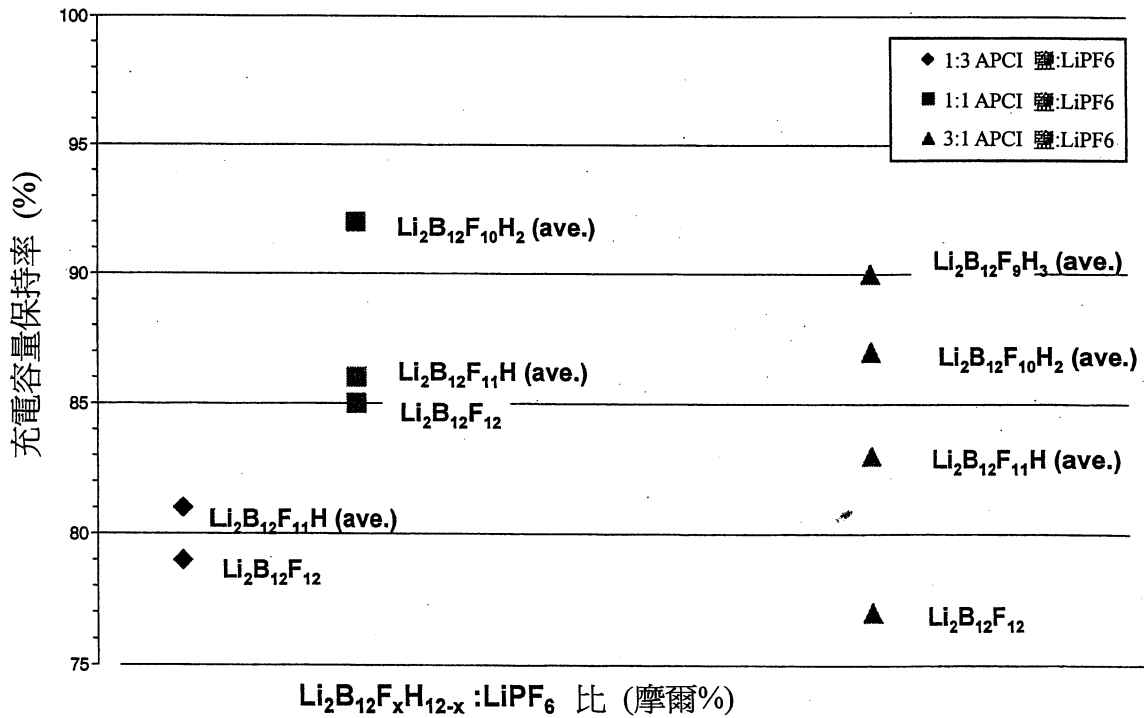 100
95
90
85
80
75
充電容量保持率 (%)
◆ 1:3 APCI 鹽:LiPF6
■ 1:1 APCI 鹽:LiPF6
▲ 3:1 APCI 鹽:LiPF6
Li₂B₁₂F₁₀H₂ (ave.)
Li₂B₁₂F₉H₃ (ave.)
Li₂B₁₂F₁₀H₂ (ave.)
Li₂B₁₂F₁₁H (ave.)
Li₂B₁₂F₁₂
Li₂B₁₂F₁₁H (ave.)
Li₂B₁₂F₁₁H (ave.)
Li₂B₁₂F₁₂
Li₂B₁₂F₁₂
Li₂B₁₂FₓH₁₂₋ₓ :LiPF₆ 比 (摩爾%)